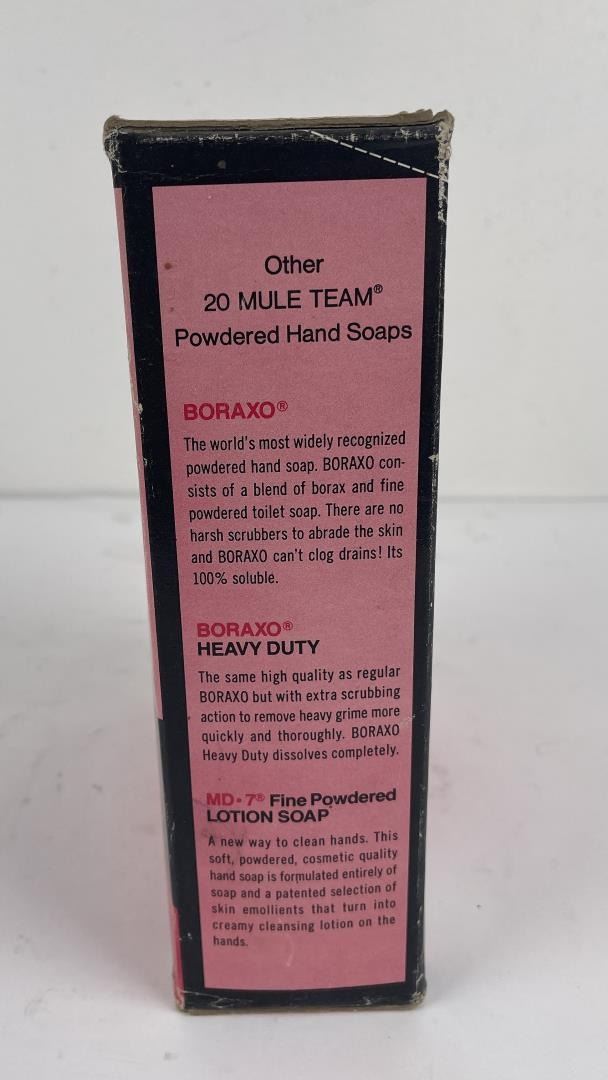 Other
20 MULE TEAM®
Powdered Hand Soaps
BORAXO®
The world's most widely recognized
powdered hand soap. BORAXO con-
sists of a blend of borax and fine
powdered toilet soap. There are no
harsh scrubbers to abrade the skin
and BORAXO can't clog drains! Its
100% soluble.
BORAXO®
HEAVY DUTY
The same high quality as regular
BORAXO but with extra scrubbing
action to remove heavy grime more
quickly and thoroughly. BORAXO
Heavy Duty dissolves completely.
MD•7® Fine Powdered
LOTION SOAP
A new way to clean hands. This
soft, powdered, cosmetic quality
hand soap is formulated entirely of
soap and a patented selection of
skin emollients that turn into
creamy cleansing lotion on the
hands.